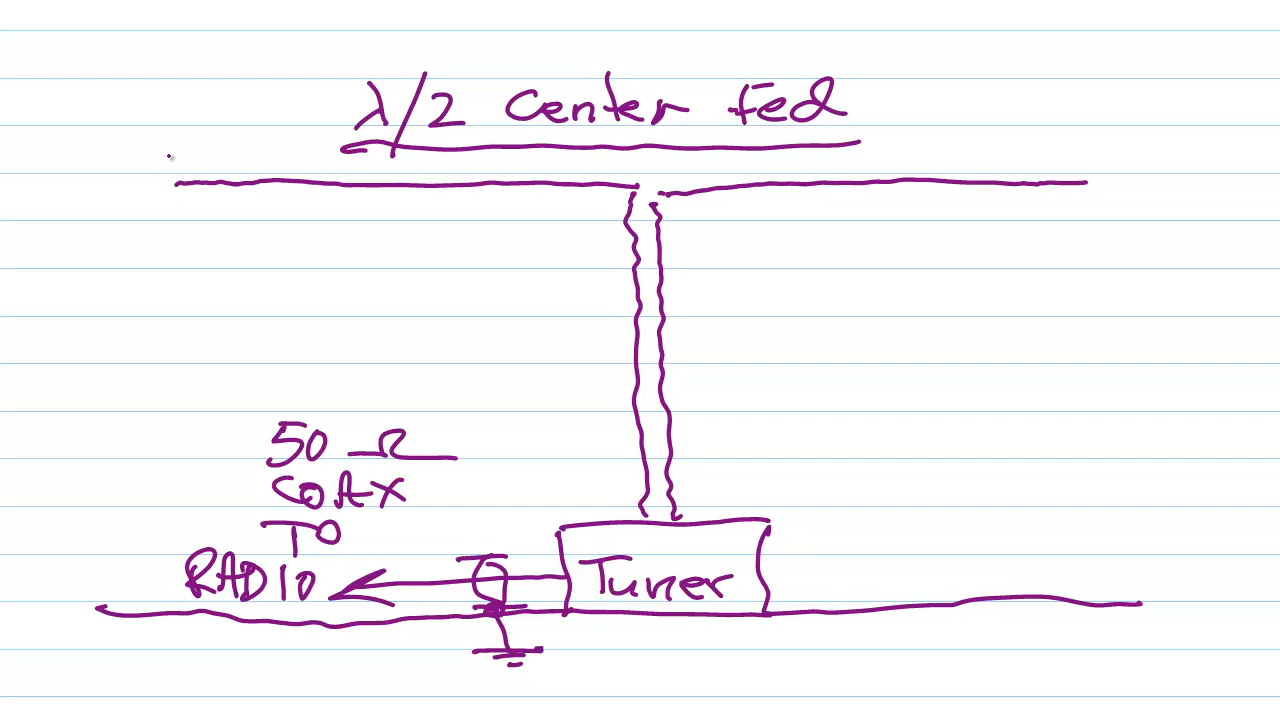 λ/2 Center Fed
50 Ω
COAX
TO
RADIO
Tuner